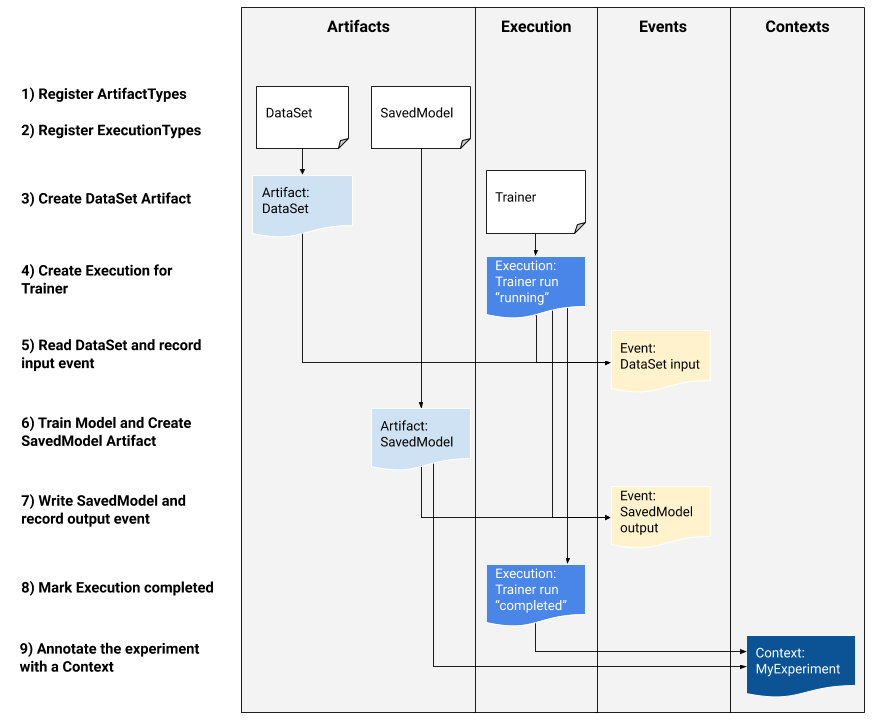 Artifacts
Execution
Events
Contexts
1) Register ArtifactTypes
DataSet
SavedModel
2) Register ExecutionTypes
3) Create DataSet Artifact
Artifact:
DataSet
Trainer
4) Create Execution for
Trainer
Execution:
Trainer run
“running”
5) Read DataSet and record
input event
Event:
DataSet input
6) Train Model and Create
SavedModel Artifact
Artifact:
SavedModel
7) Write SavedModel and
record output event
Event:
SavedModel
output
8) Mark Execution completed
Execution:
Trainer run
“completed”
9) Annotate the experiment
with a Context
Context:
MyExperiment